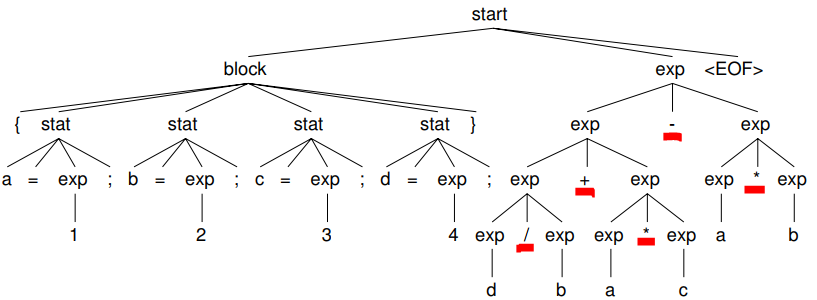 start
block exp <EOF>
{ stat stat stat stat } exp - exp
a = exp ; b = exp ; c = exp ; d = exp ; exp + exp exp * exp
1 2 3 4 exp / exp exp * exp a b
d b a c